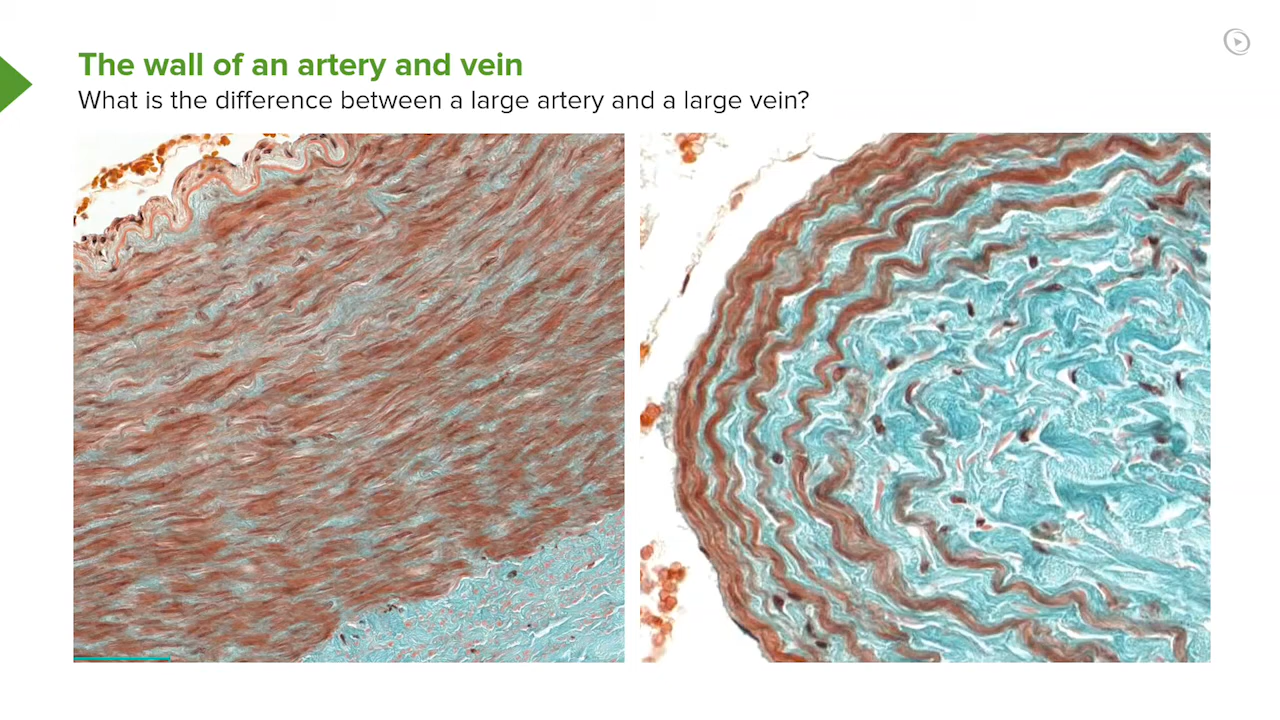 The wall of an artery and vein
What is the difference between a large artery and a large vein?